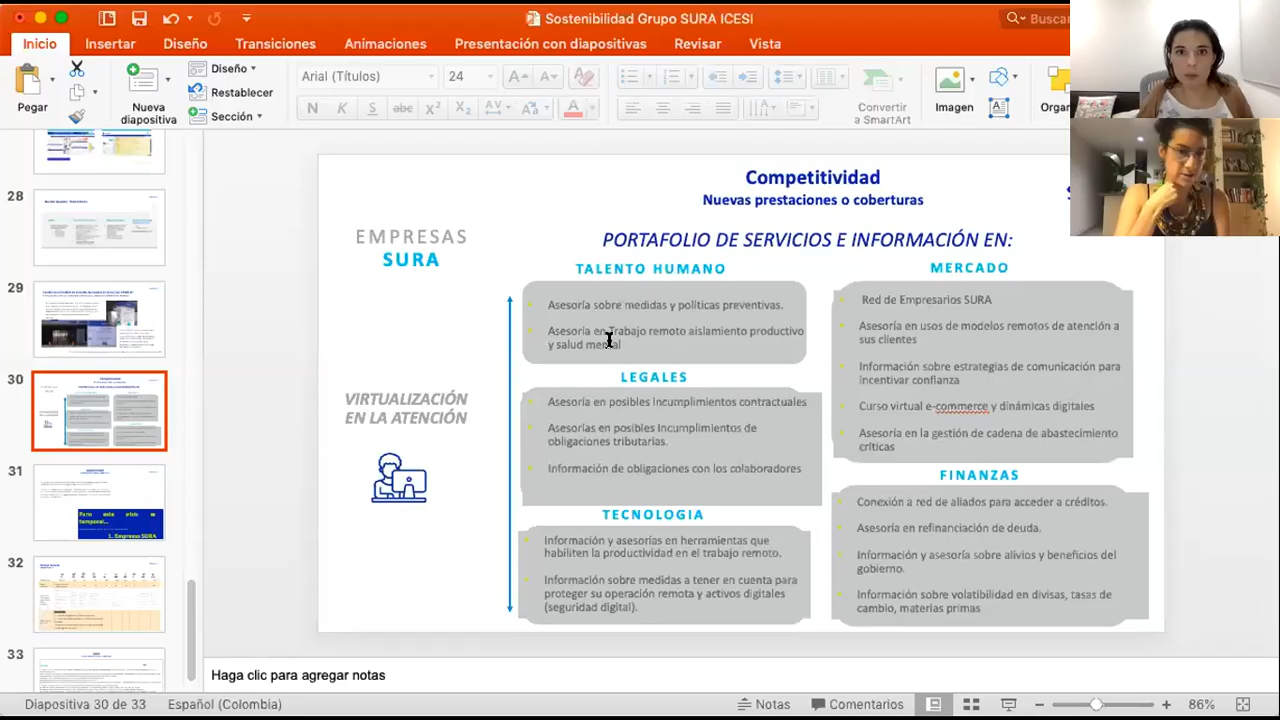 Sostenibilidad Grupo SURA ICESI
Buscar
Inicio
Insertar
Diseño
Transiciones
Animaciones
Presentación con diapositivas
Revisar
Vista
Pegar
Nueva
diapositiva
Diseño
Restablecer
Sección
Arial (Títulos)
24
N K S abc X² X₂ AV Aa A
Convertir
a SmartArt
Imagen
28
29
30
31
32
33
Competitividad
Nuevas prestaciones o coberturas
EMPRESAS
SURA
PORTAFOLIO DE SERVICIOS E INFORMACIÓN EN:
TALENTO HUMANO
Asesoría sobre medidas y políticas preventivas.
Asesoría en Trabajo remoto aislamiento productivo
y salud mental
VIRTUALIZACIÓN
EN LA ATENCIÓN
LEGALES
Asesoría en posibles incumplimientos contractuales
Asesorías en posibles Incumplimientos de
obligaciones tributarias.
Información de obligaciones con los colaboradores
TECNOLOGIA
Información y asesorías en herramientas que
habiliten la productividad en el trabajo remoto.
Información sobre medidas a tener en cuenta para
proteger su operación remota y activos digitales
(seguridad digital).
MERCADO
Red de Empresarios SURA
Asesoría en usos de modelos remotos de atención a
sus clientes
Información sobre estrategias de comunicación para
incentivar confianza
Curso virtual e-commerce y dinámicas digitales
Asesoría en la gestión de cadena de abastecimiento
críticas
FINANZAS
Conexión a red de aliados para acceder a créditos.
Asesoría en refinanciación de deuda.
Información y asesoría sobre alivios y beneficios del
gobierno.
Información sobre volatibilidad en divisas, tasas de
cambio, materias primas
Haga clic para agregar notas
Diapositiva 30 de 33
Español (Colombia)
Notas
Comentarios
86%